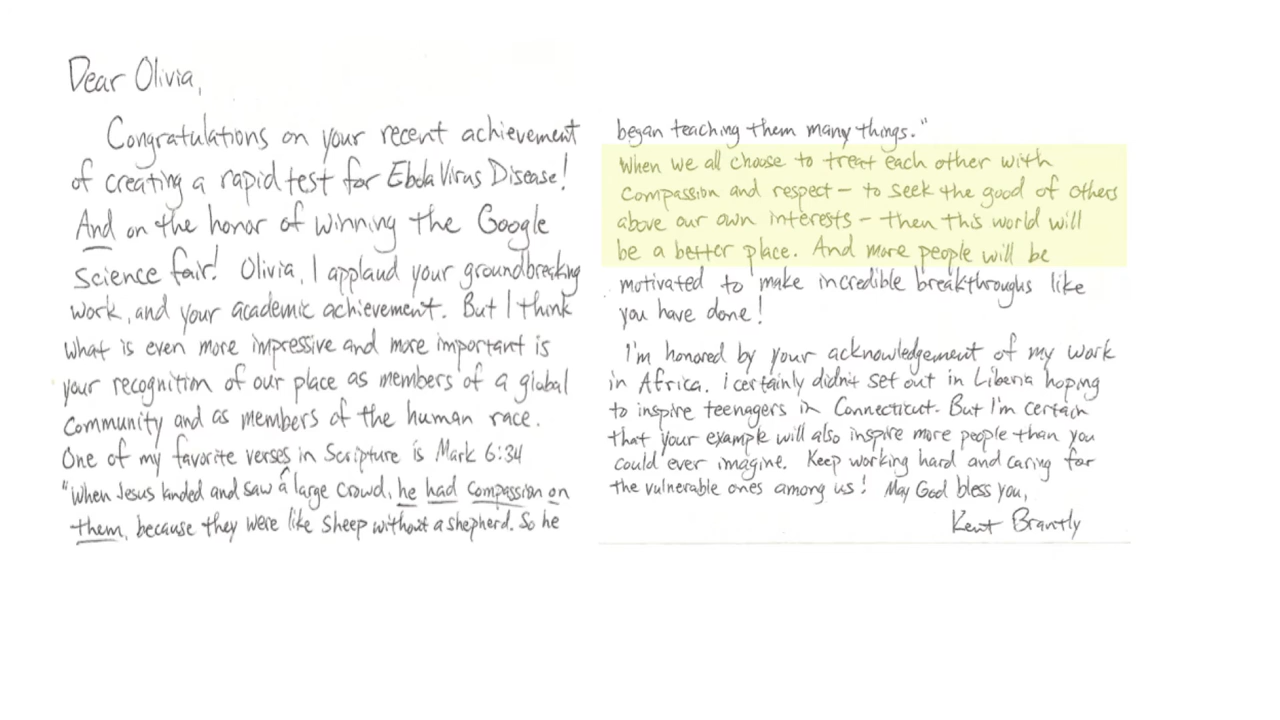 Dear Olivia,
Congratulations on your recent achievement
of creating a rapid test for Ebola Virus Disease!
And on the honor of winning the Google
Science fair! Olivia, I applaud your groundbreaking
work, and your academic achievement. But I think
what is even more impressive and more important is
your recognition of our place as members of a global
community and as members of the human race.
One of my favorite verses in Scripture is Mark 6:34
"When Jesus landed and saw a large crowd, he had compassion on
them, because they were like sheep without a shepherd. So he
began teaching them many things."
When we all choose to treat each other with
compassion and respect – to seek the good of others
above our own interests – then this world will
be a better place. And more people will be
motivated to make incredible breakthroughs like
you have done!
I'm honored by your acknowledgement of my work
in Africa. I certainly didn't set out in Liberia hoping
to inspire teenagers in Connecticut. But I'm certain
that your example will also inspire more people than you
could ever imagine. Keep working hard and caring for
the vulnerable ones among us! May God bless you,
Kent Brantly